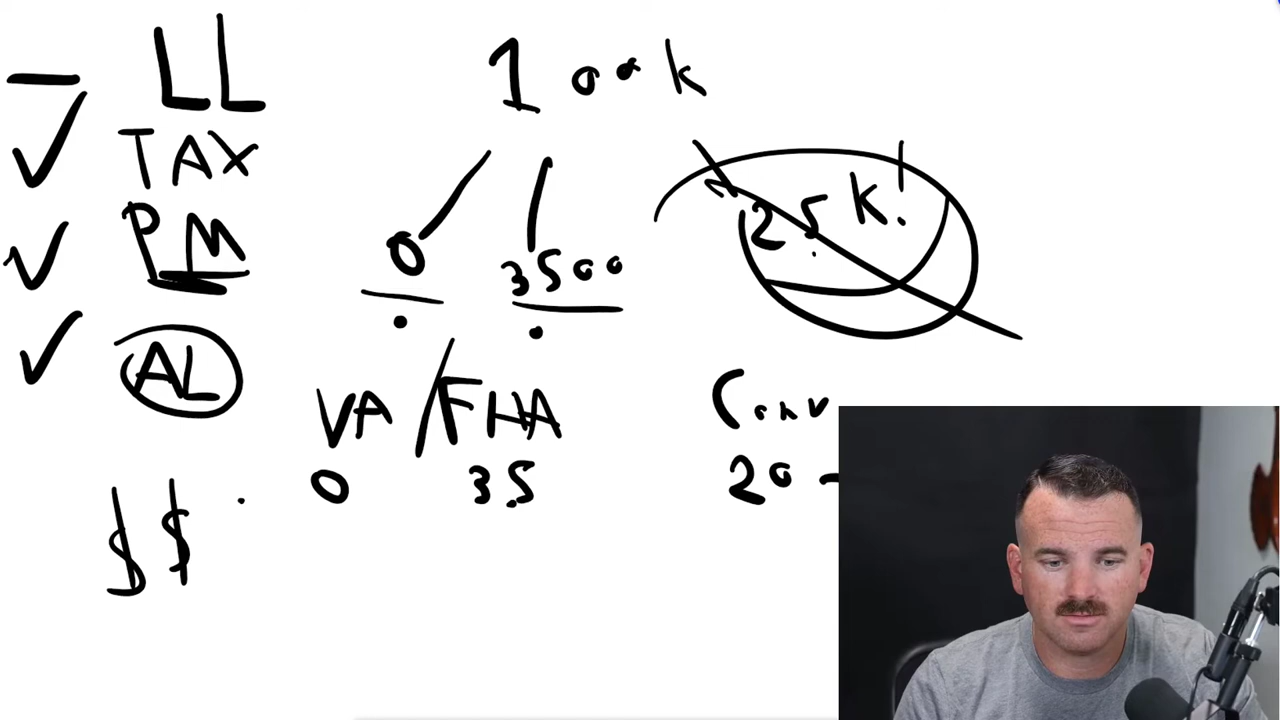 LL
100k
TAX
25k!
PM
0 3500
AL
VA/FHA Conv
0 3.5 20
$$